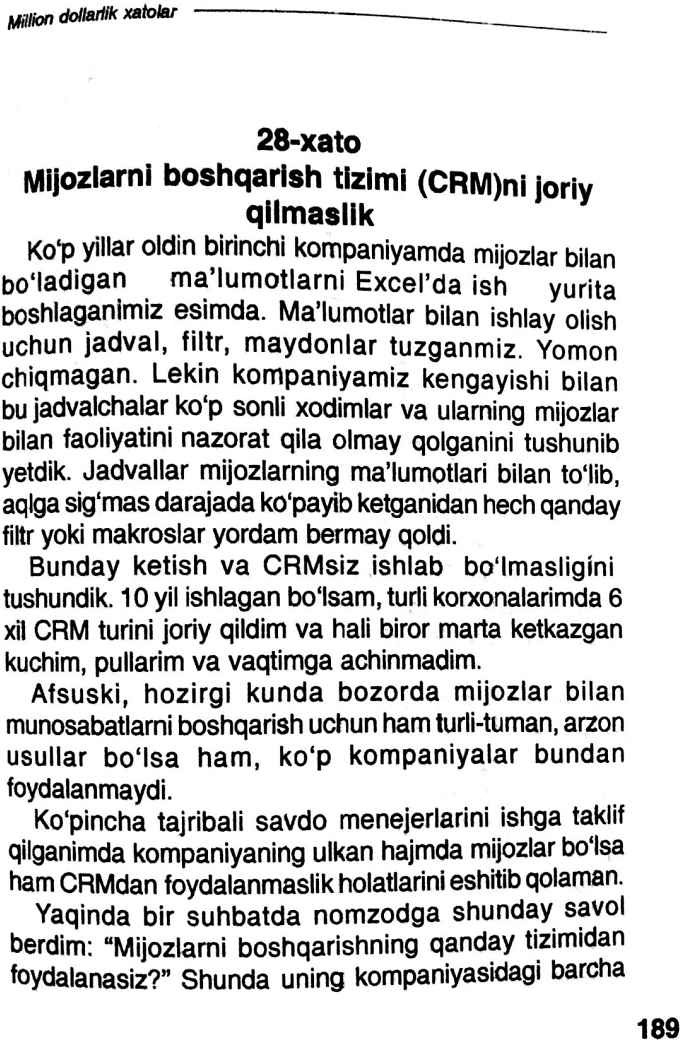 Million dollarlik xatolar
28-xato
Mijozlarni boshqarish tizimi (CRM)ni joriy
qilmaslik
Ko'p yillar oldin birinchi kompaniyamda mijozlar bilan
bo'ladigan ma'lumotlarni Excel'da ish yurita
boshlaganimiz esimda. Ma'lumotlar bilan ishlay olish
uchun jadval, filtr, maydonlar tuzganmiz. Yomon
chiqmagan. Lekin kompaniyamiz kengayishi bilan
bu jadvalchalar ko'p sonli xodimlar va ularning mijozlar
bilan faoliyatini nazorat qila olmay qolganini tushunib
yetdik. Jadvallar mijozlarning ma'lumotlari bilan to'lib,
aqlga sig'mas darajada ko'payib ketganidan hech qanday
filtr yoki makroslar yordam bermay qoldi.
Bunday ketish va CRMsiz ishlab bo'lmasligini
tushundik. 10 yil ishlagan bo'lsam, turli korxonalarimda 6
xil CRM turini joriy qildim va hali biror marta ketkazgan
kuchim, pullarim va vaqtimga achinmadim.
Afsuski, hozirgi kunda bozorda mijozlar bilan
munosabatlarni boshqarish uchun ham turli-tuman, arzon
usullar bo'lsa ham, ko'p kompaniyalar bundan
foydalanmaydi.
Ko'pincha tajribali savdo menejerlarini ishga taklif
qilganimda kompaniyaning ulkan hajmda mijozlar bo'lsa
ham CRMdan foydalanmaslik holatlarini eshitib qolaman.
Yaqinda bir suhbatda nomzodga shunday savol
berdim: "Mijozlarni boshqarishning qanday tizimidan
foydalanasiz?" Shunda uning kompaniyasidagi barcha
189